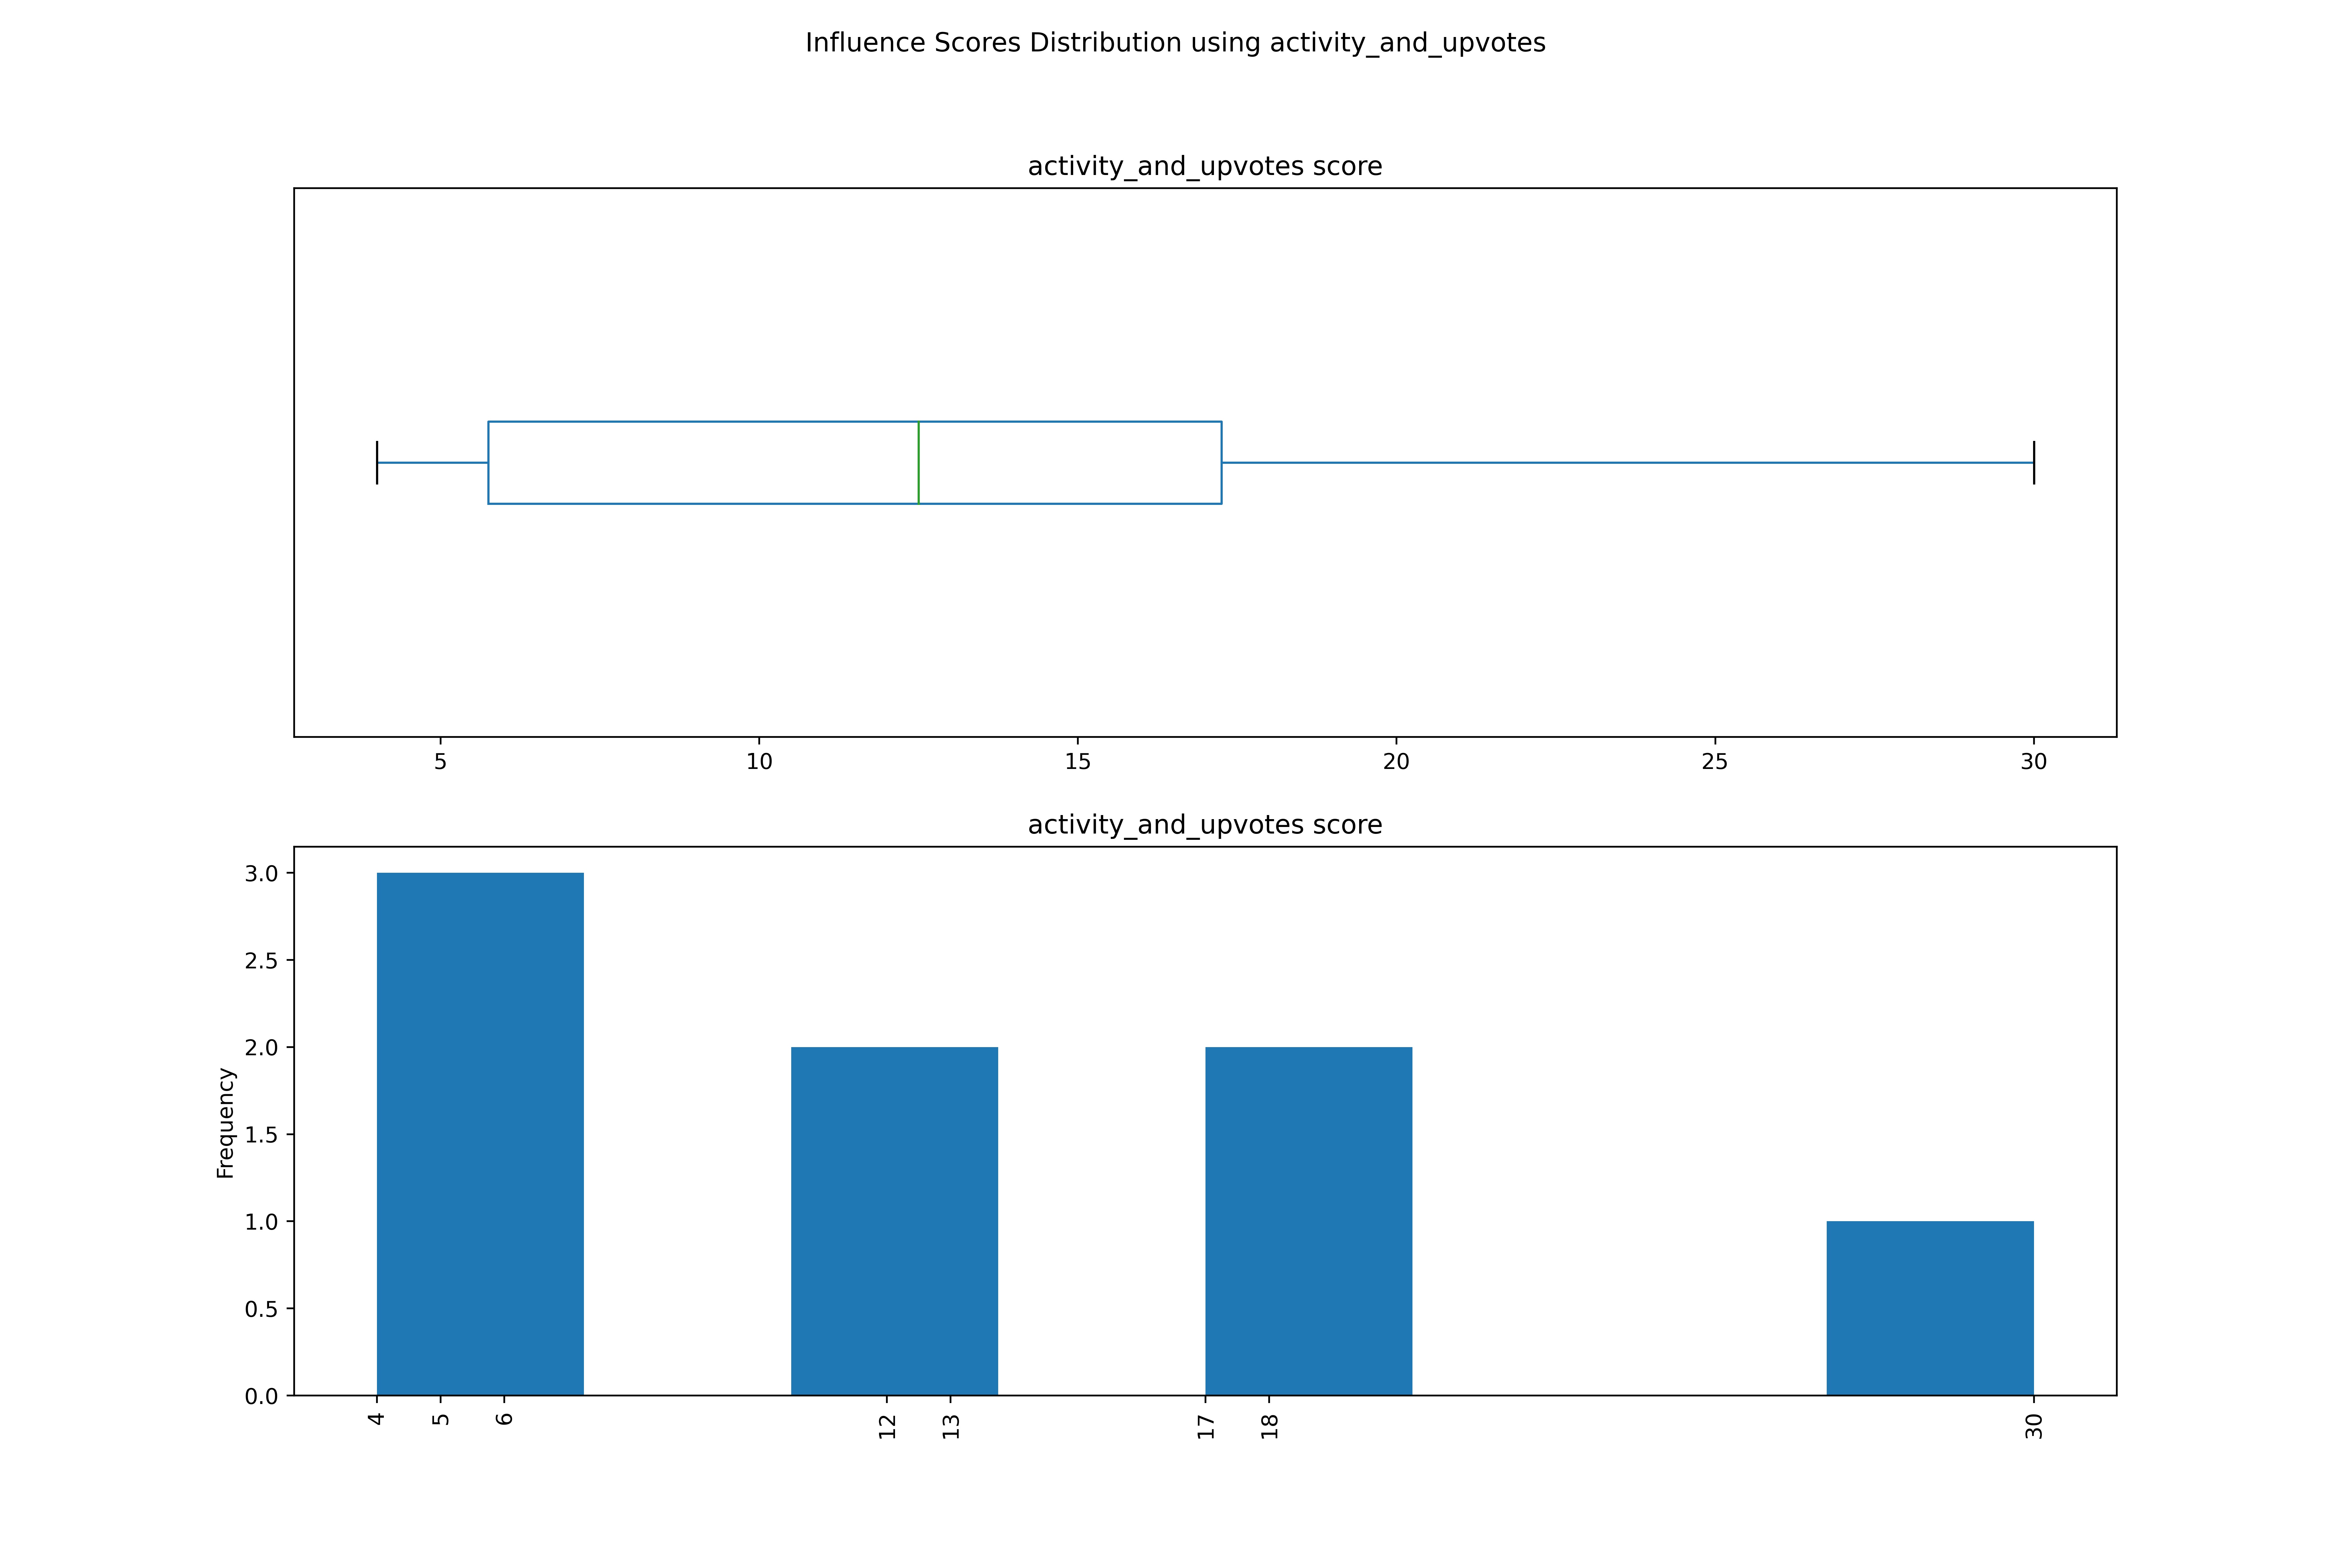 Influence Scores Distribution using activity_and_upvotes
activity_and_upvotes score
5 10 15 20 25 30
activity_and_upvotes score
3.0
2.5
2.0
1.5
1.0
0.5
0.0
Frequency
4 5 6 12 13 17 18 30